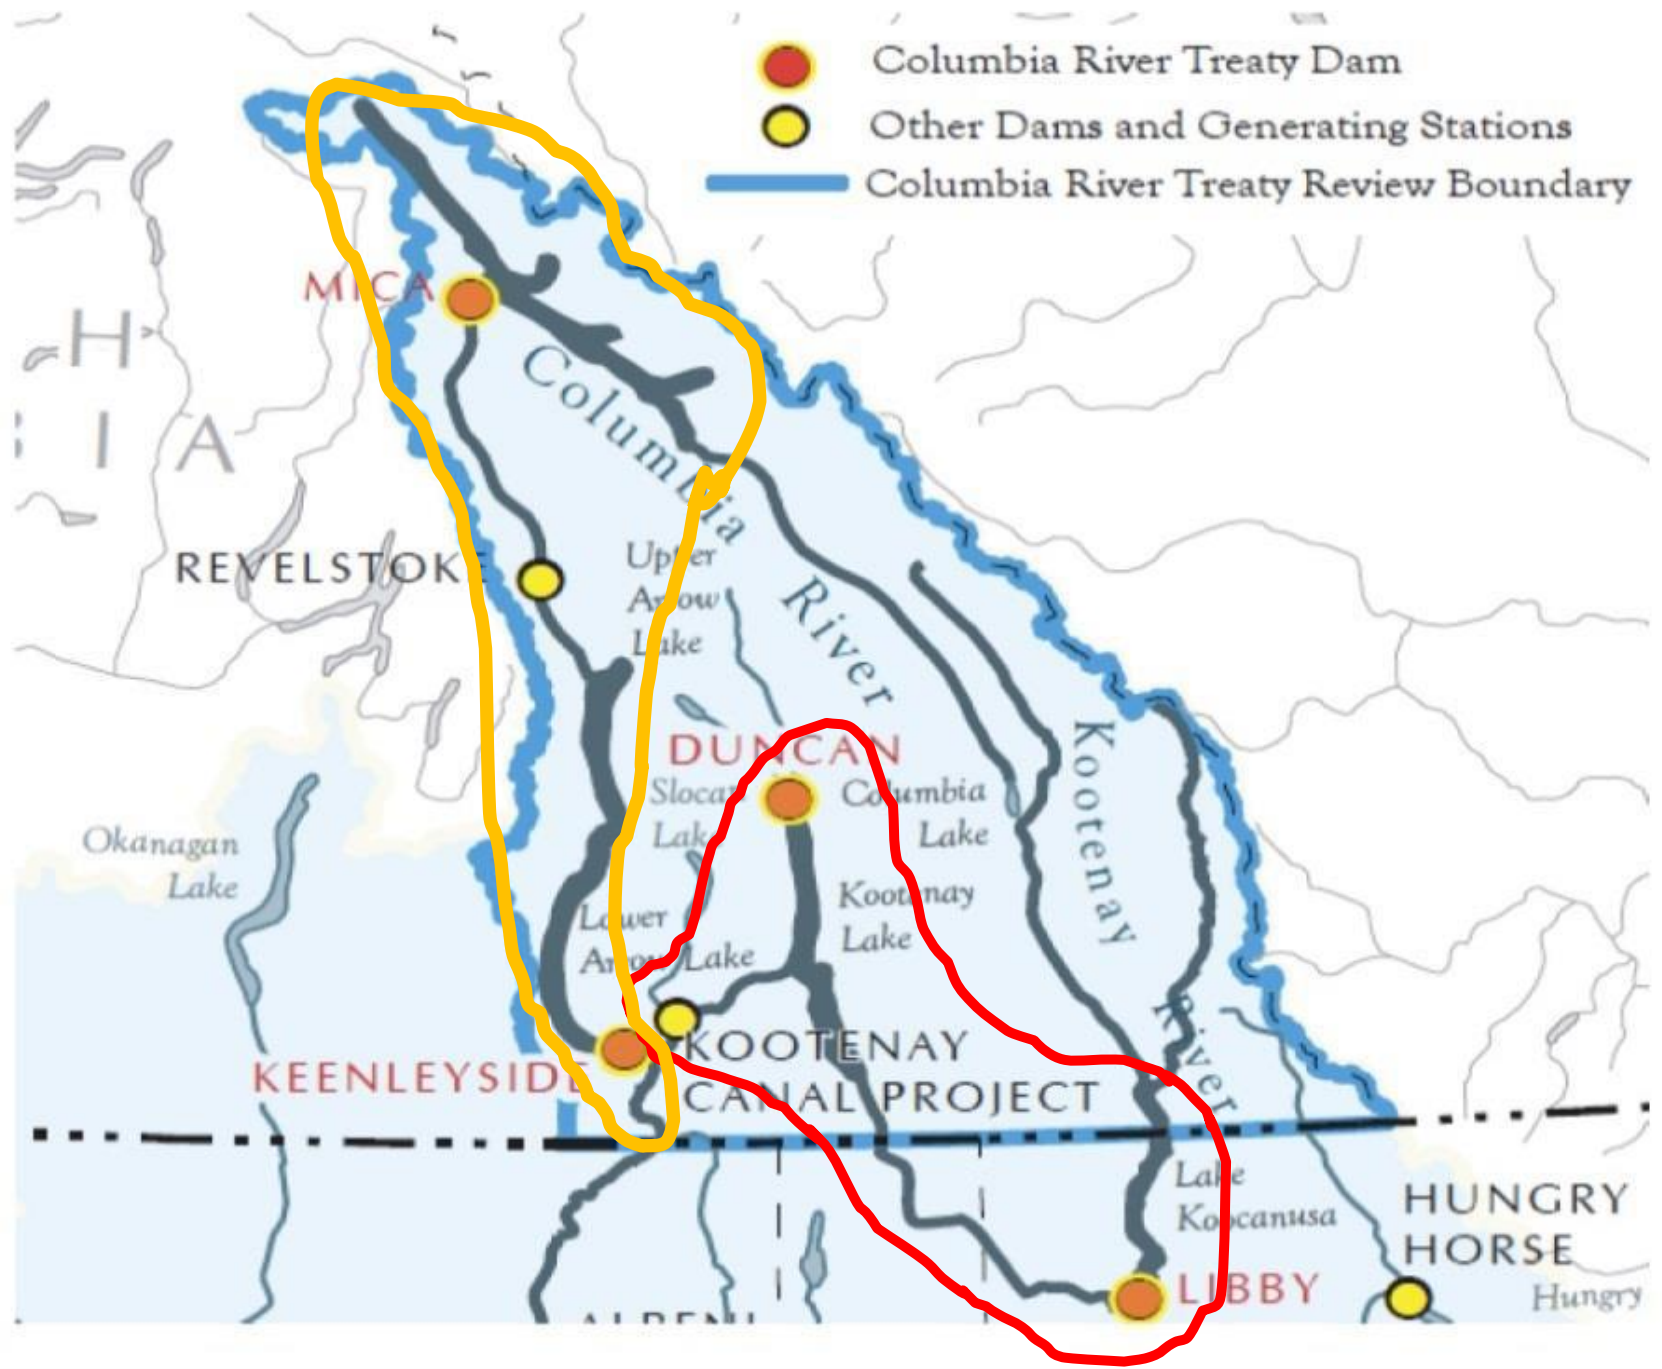 Columbia River Treaty Dam
Other Dams and Generating Stations
Columbia River Treaty Review Boundary
MICA
H
I A
Columbia
River
REVELSTOKE
Upper
Arrow
Lake
DUNCAN
Slocan
Lake
Columbia
Lake
Kootenay
River
Okanagan
Lake
Kootenay
Lake
Lower
Arrow Lake
KOOTENAY
CANAL PROJECT
KEENLEYSIDE
Lake
Koocanusa
LIBBY
HUNGRY
HORSE
Hungry